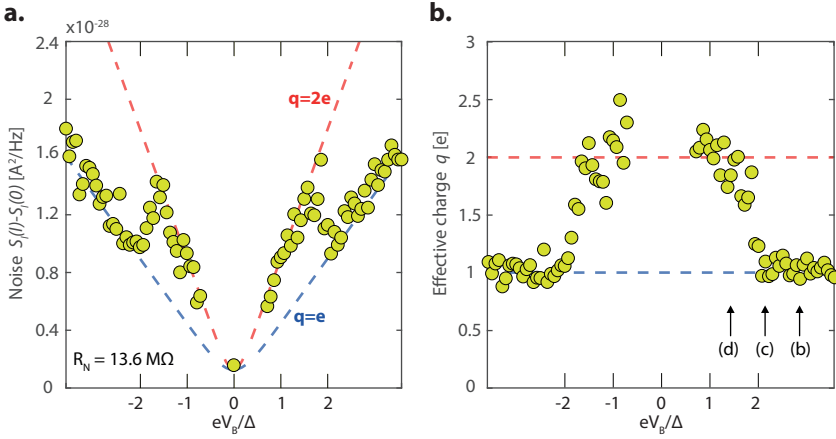 a.
x10⁻²⁸
2.4
2
1.6
1.2
0.8
0.4
0
Noise S_I(I)-S_I(0) [A²/Hz]
q=2e
q=e
R_N = 13.6 MΩ
-2
-1
0
1
2
eV_B/Δ
b.
3
2.5
2
1.5
1
0.5
0
Effective charge q [e]
(d)
(c)
(b)
-2
-1
0
1
2
eV_B/Δ